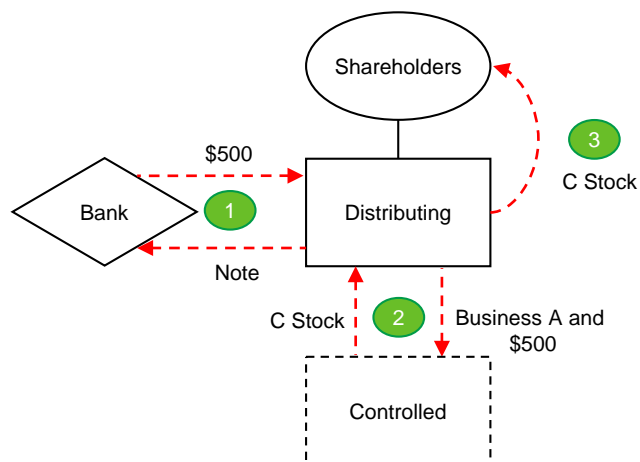 Shareholders
$500
3
C Stock
Bank
1
Distributing
Note
C Stock
2
Business A and
$500
Controlled